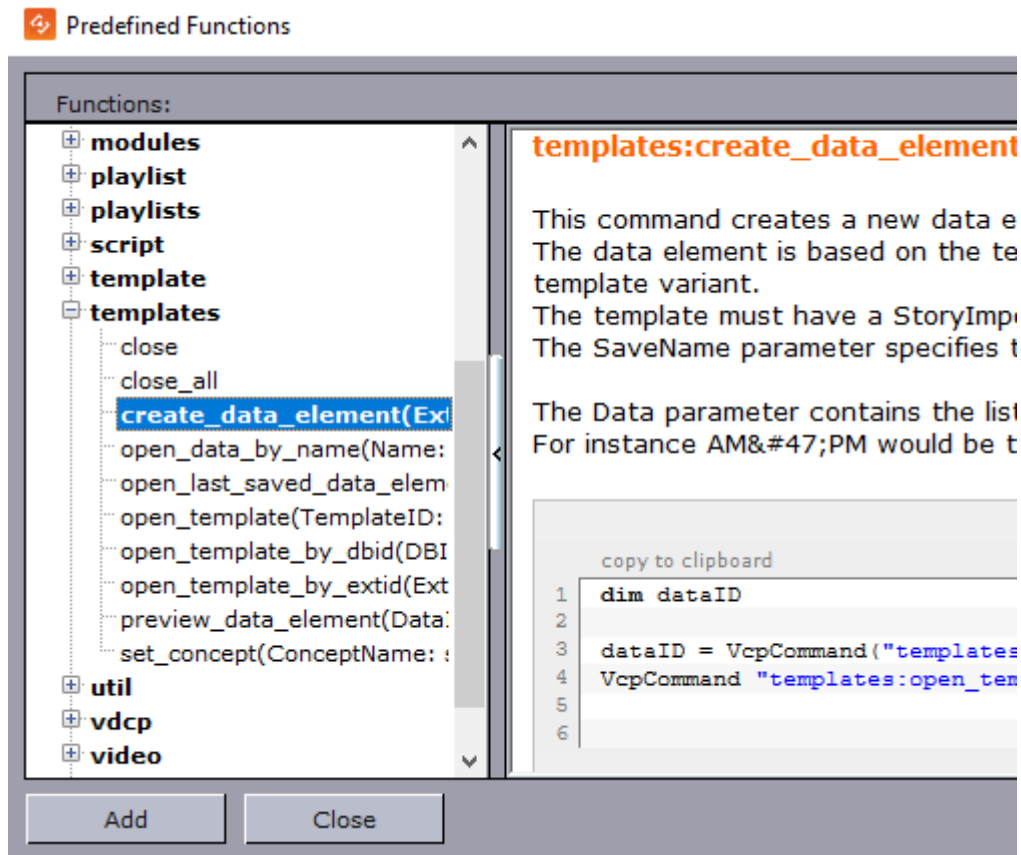 Predefined Functions
Functions:
modules
playlist
playlists
script
template
templates
close
close_all
create_data_element(Ext
open_data_by_name(Name:
open_last_saved_data_elem
open_template(TemplateID:
open_template_by_dbid(DBI
open_template_by_extid(Ext
preview_data_element(Data
set_concept(ConceptName: s
util
vdcp
video
templates:create_data_element
This command creates a new data e
The data element is based on the te
template variant.
The template must have a StoryImp
The SaveName parameter specifies t
The Data parameter contains the list
For instance AM&#47;PM would be t
copy to clipboard
1 dim dataID
2
3 dataID = VcpCommand("templates
4 VcpCommand "templates:open_tem
5
6
Add Close